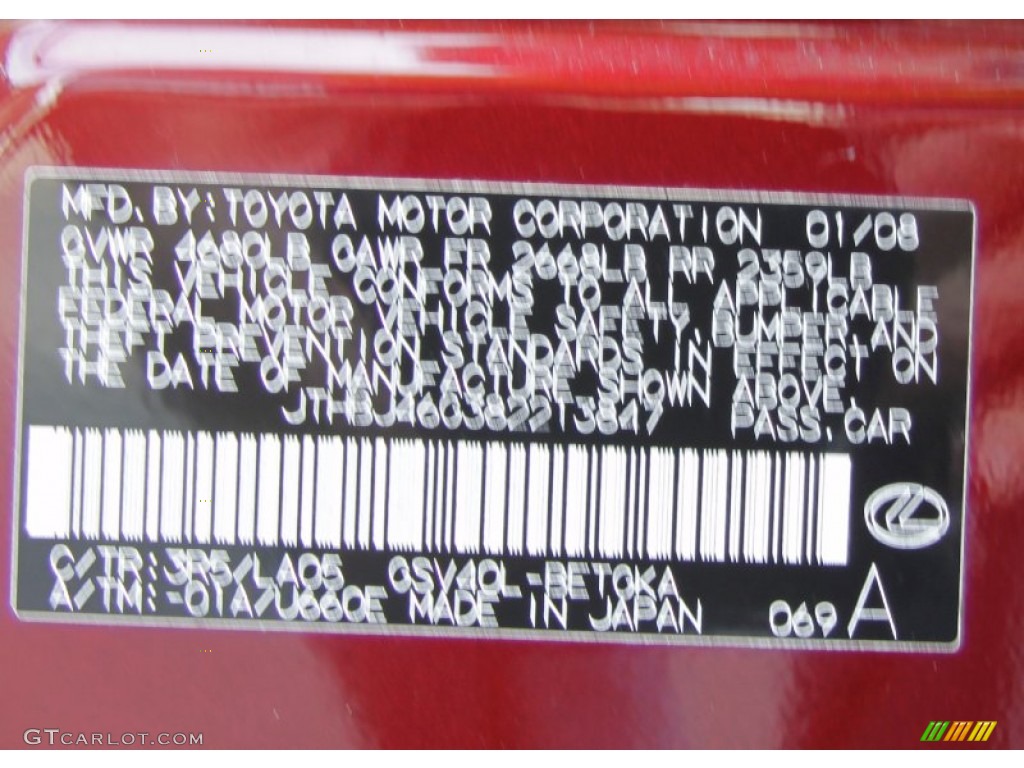 MFD. BY: TOYOTA MOTOR CORPORATION 01/08
GVWR 4680LB GAWR FR 2668LB RR 2359LB
THIS VEHICLE CONFORMS TO ALL APPLICABLE
FEDERAL MOTOR VEHICLE SAFETY, BUMPER, AND
THEFT PREVENTION STANDARDS IN EFFECT ON
THE DATE OF MANUFACTURE SHOWN ABOVE.
JTHBJ46G382213847 PASS. CAR
C/TR: 3R5/LA05 GSV40L-BETGKA
A/TM: -01A/U660E MADE IN JAPAN 069 A
GTCARLOT.COM